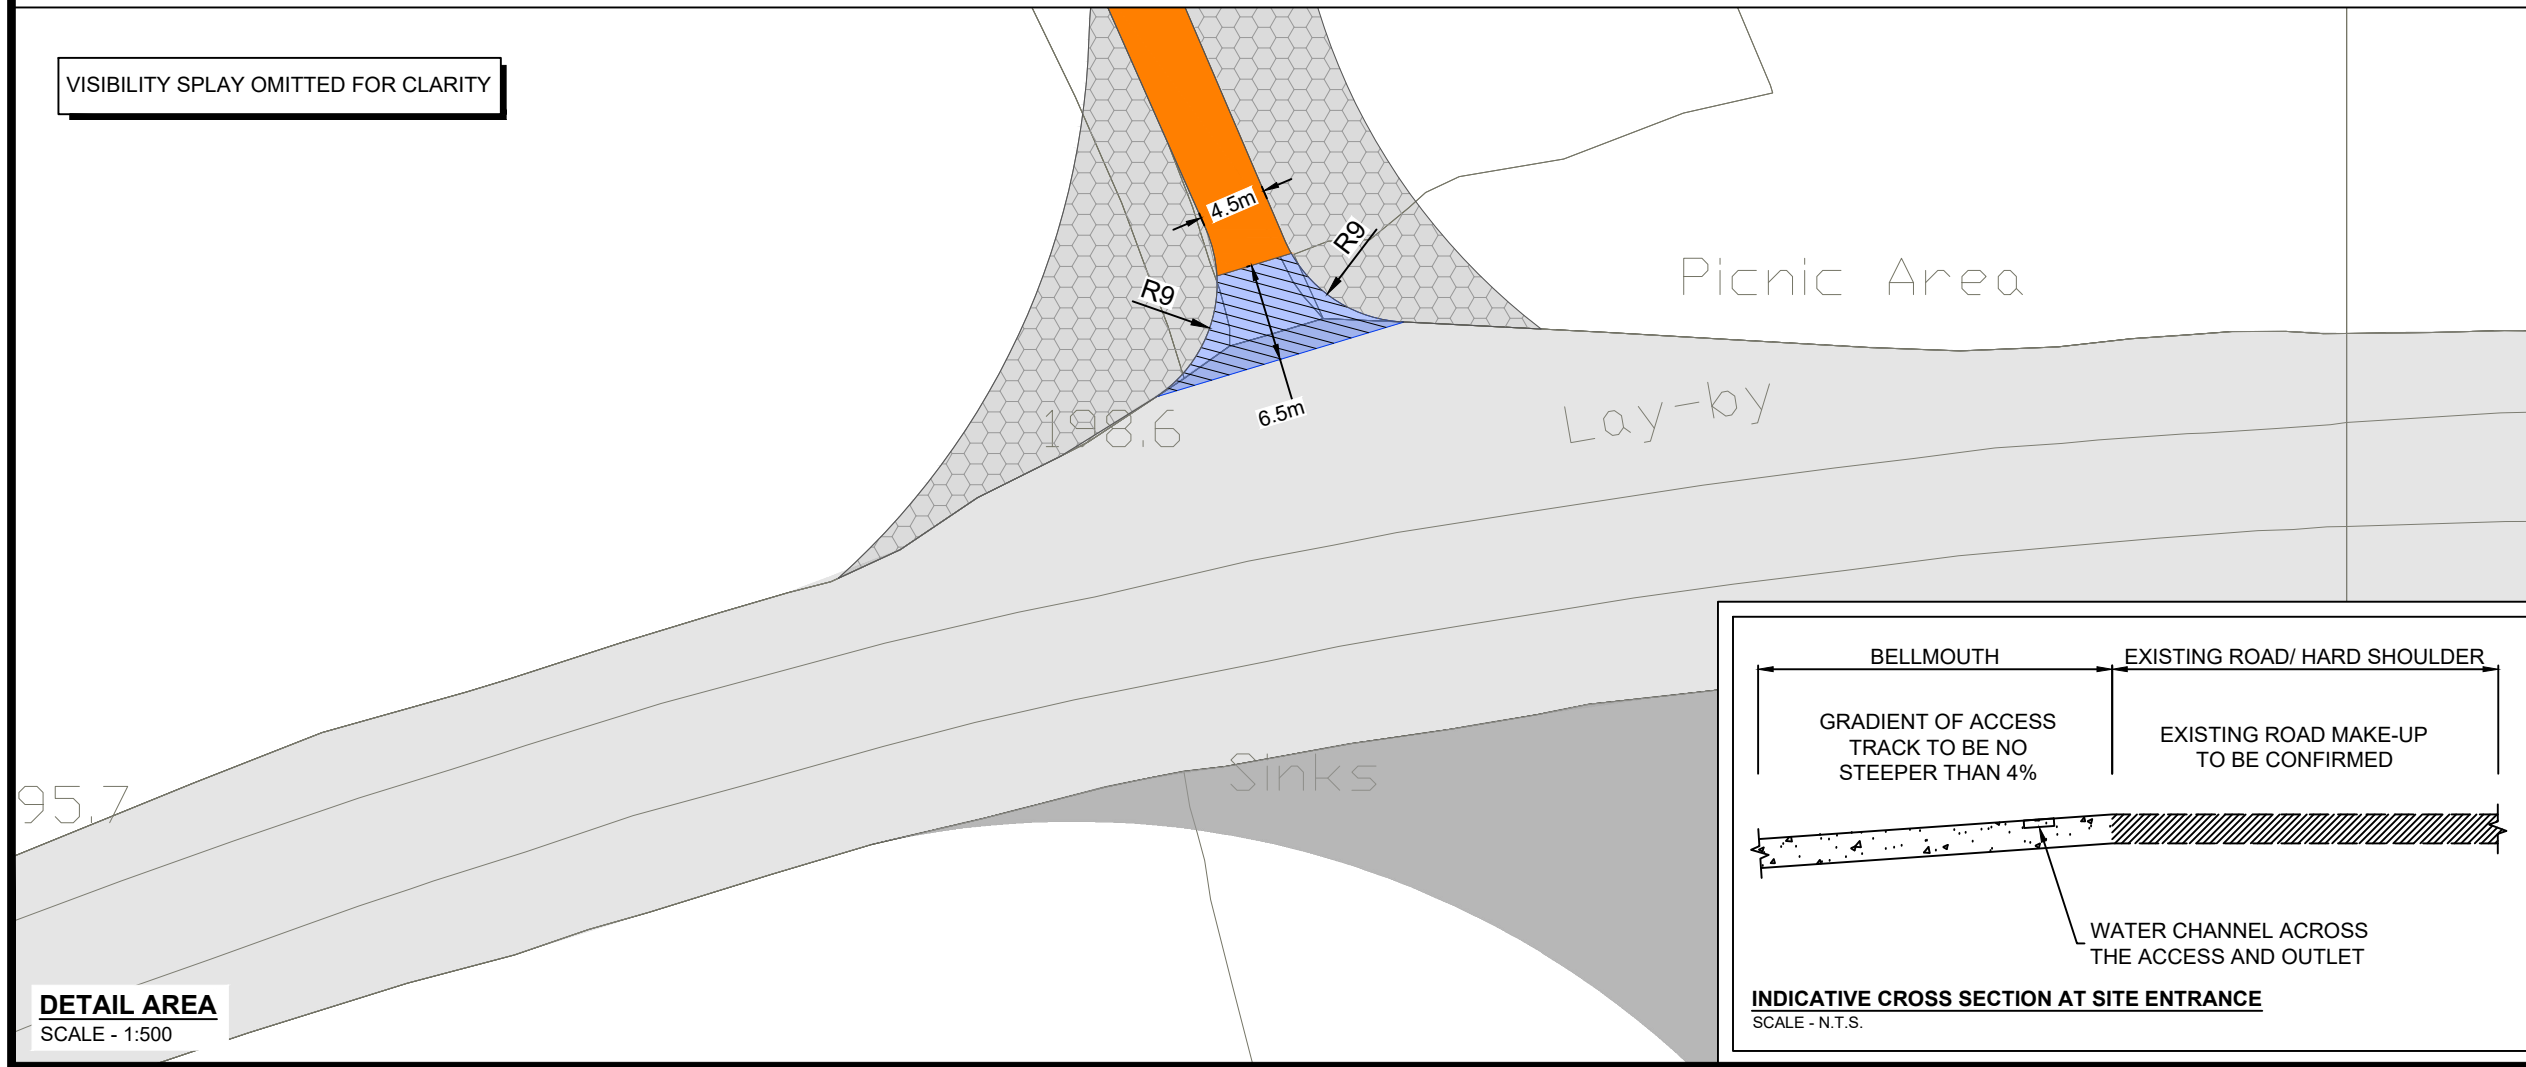 VISIBILITY SPLAY OMITTED FOR CLARITY
4.5m
R9
R9
6.5m
Picnic Area
Lay-by
198.6
Sinks
95.7
DETAIL AREA
SCALE - 1:500
BELLMOUTH
EXISTING ROAD/ HARD SHOULDER
GRADIENT OF ACCESS
TRACK TO BE NO
STEEPER THAN 4%
EXISTING ROAD MAKE-UP
TO BE CONFIRMED
WATER CHANNEL ACROSS
THE ACCESS AND OUTLET
INDICATIVE CROSS SECTION AT SITE ENTRANCE
SCALE - N.T.S.